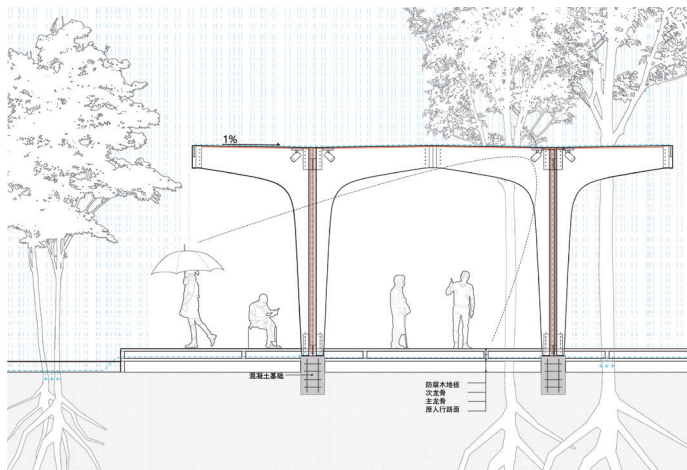 1%
混凝土基础
防腐木地板
次龙骨
主龙骨
原人行路面